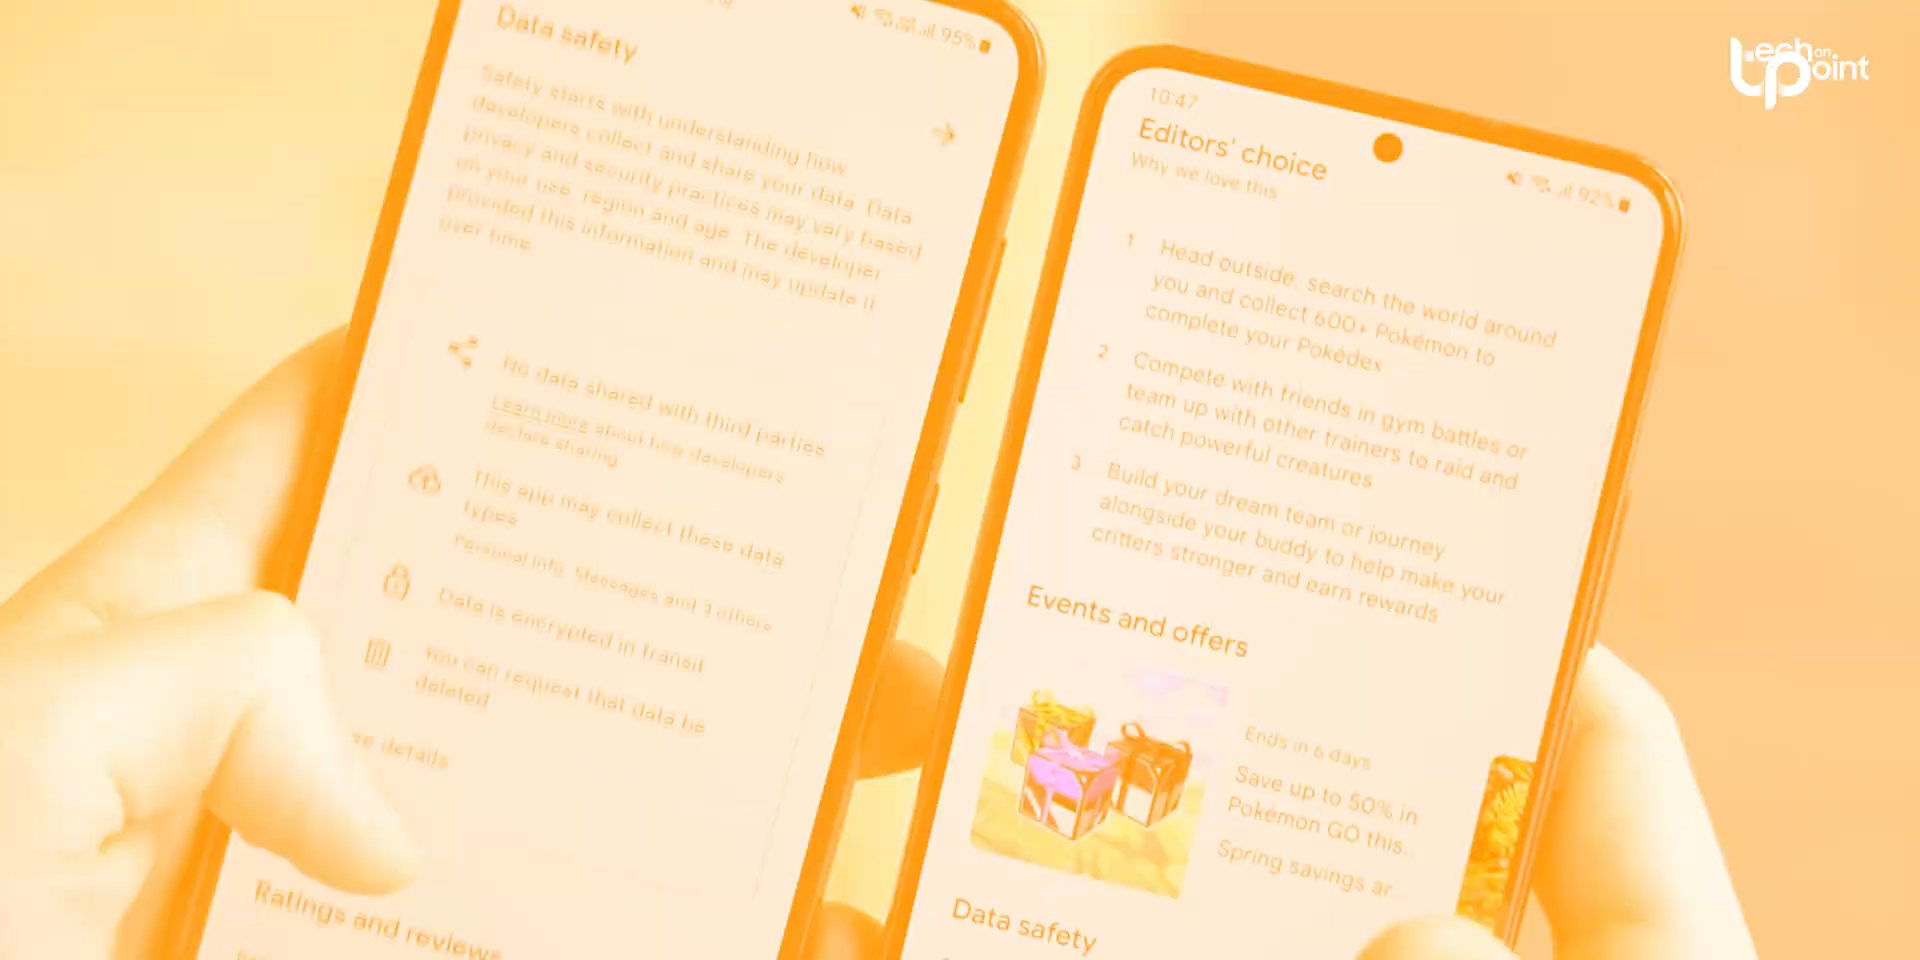 Data safety
95%
Safety starts with understanding how
developers collect and share your data. Data
privacy and security practices may vary based
on your use, region and age. The developer
provided this information and may update it
over time.
No data shared with third parties
Learn more about how developers
declare sharing
This app may collect these data
types
Personal info, Messages and 3 others
Data is encrypted in transit
You can request that data be
deleted
details
Ratings and reviews
10:47
92%
Editors' choice
Why we love this
1 Head outside, search the world around
you and collect 600+ Pokémon to
complete your Pokédex
2 Compete with friends in gym battles or
team up with other trainers to raid and
catch powerful creatures
3 Build your dream team or journey
alongside your buddy to help make your
critters stronger and earn rewards
Events and offers
Ends in 6 days
Save up to 50% in
Pokémon GO this...
Spring savings ar...
Data safety
Tech on Point